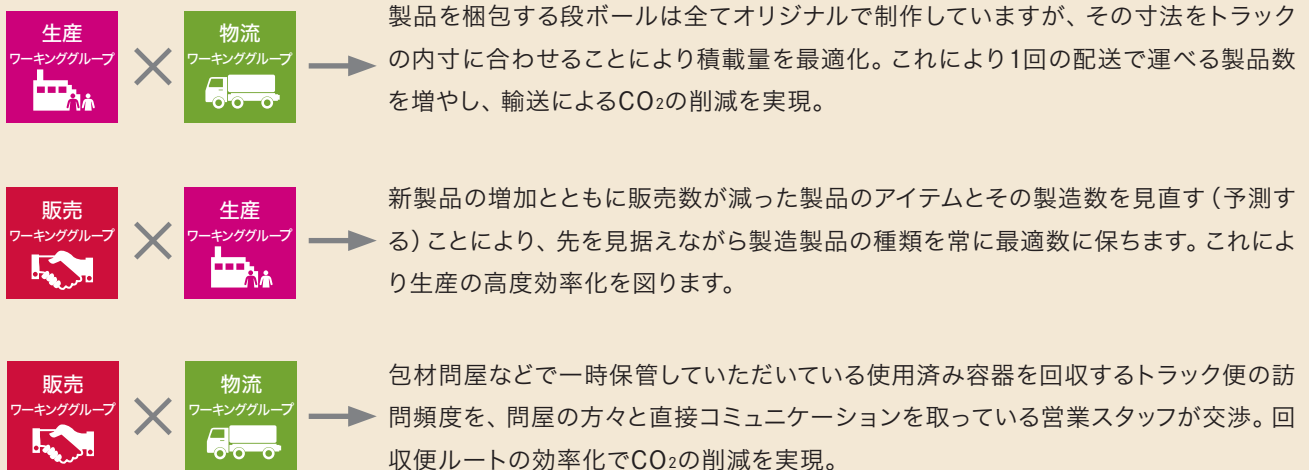 生産
ワーキンググループ
物流
ワーキンググループ
製品を梱包する段ボールは全てオリジナルで制作していますが、その寸法をトラック
の内寸に合わせることにより積載量を最適化。これにより1回の配送で運べる製品数
を増やし、輸送によるCO₂の削減を実現。
販売
ワーキンググループ
生産
ワーキンググループ
新製品の増加とともに販売数が減った製品のアイテムとその製造数を見直す（予測す
る）ことにより、先を見据えながら製造製品の種類を常に最適数に保ちます。これによ
り生産の高度効率化を図ります。
販売
ワーキンググループ
物流
ワーキンググループ
包材問屋などで一時保管していただいている使用済み容器を回収するトラック便の訪
問頻度を、問屋の方々と直接コミュニケーションを取っている営業スタッフが交渉。回
収便ルートの効率化でCO₂の削減を実現。